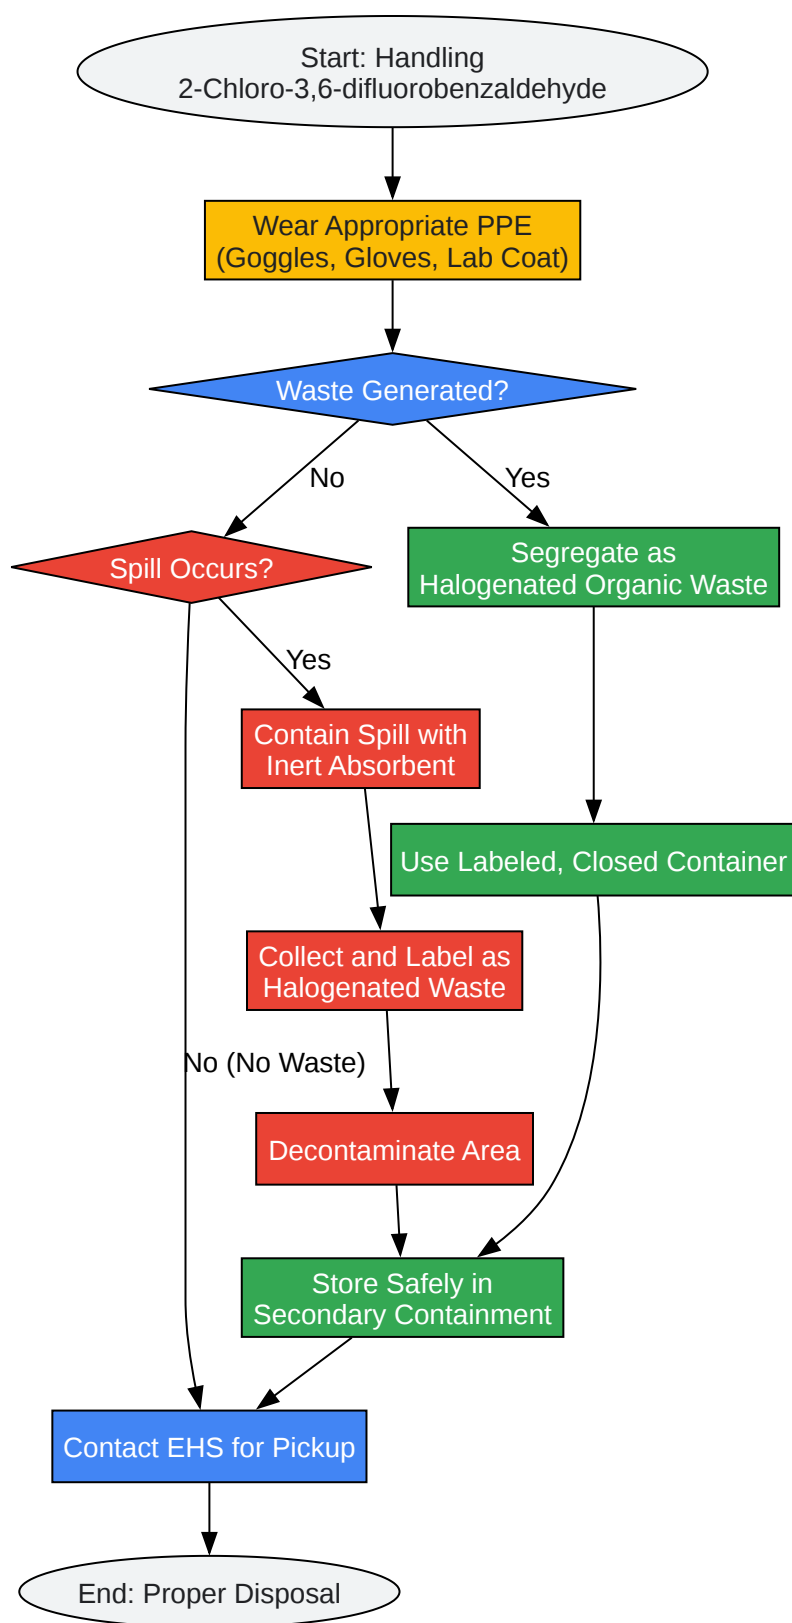 Start: Handling
2-Chloro-3,6-difluorobenzaldehyde
Wear Appropriate PPE
(Goggles, Gloves, Lab Coat)
Waste Generated?
No
Yes
Spill Occurs?
Segregate as
Halogenated Organic Waste
Yes
Contain Spill with
Inert Absorbent
Use Labeled, Closed Container
Collect and Label as
Halogenated Waste
No (No Waste)
Decontaminate Area
Store Safely in
Secondary Containment
Contact EHS for Pickup
End: Proper Disposal